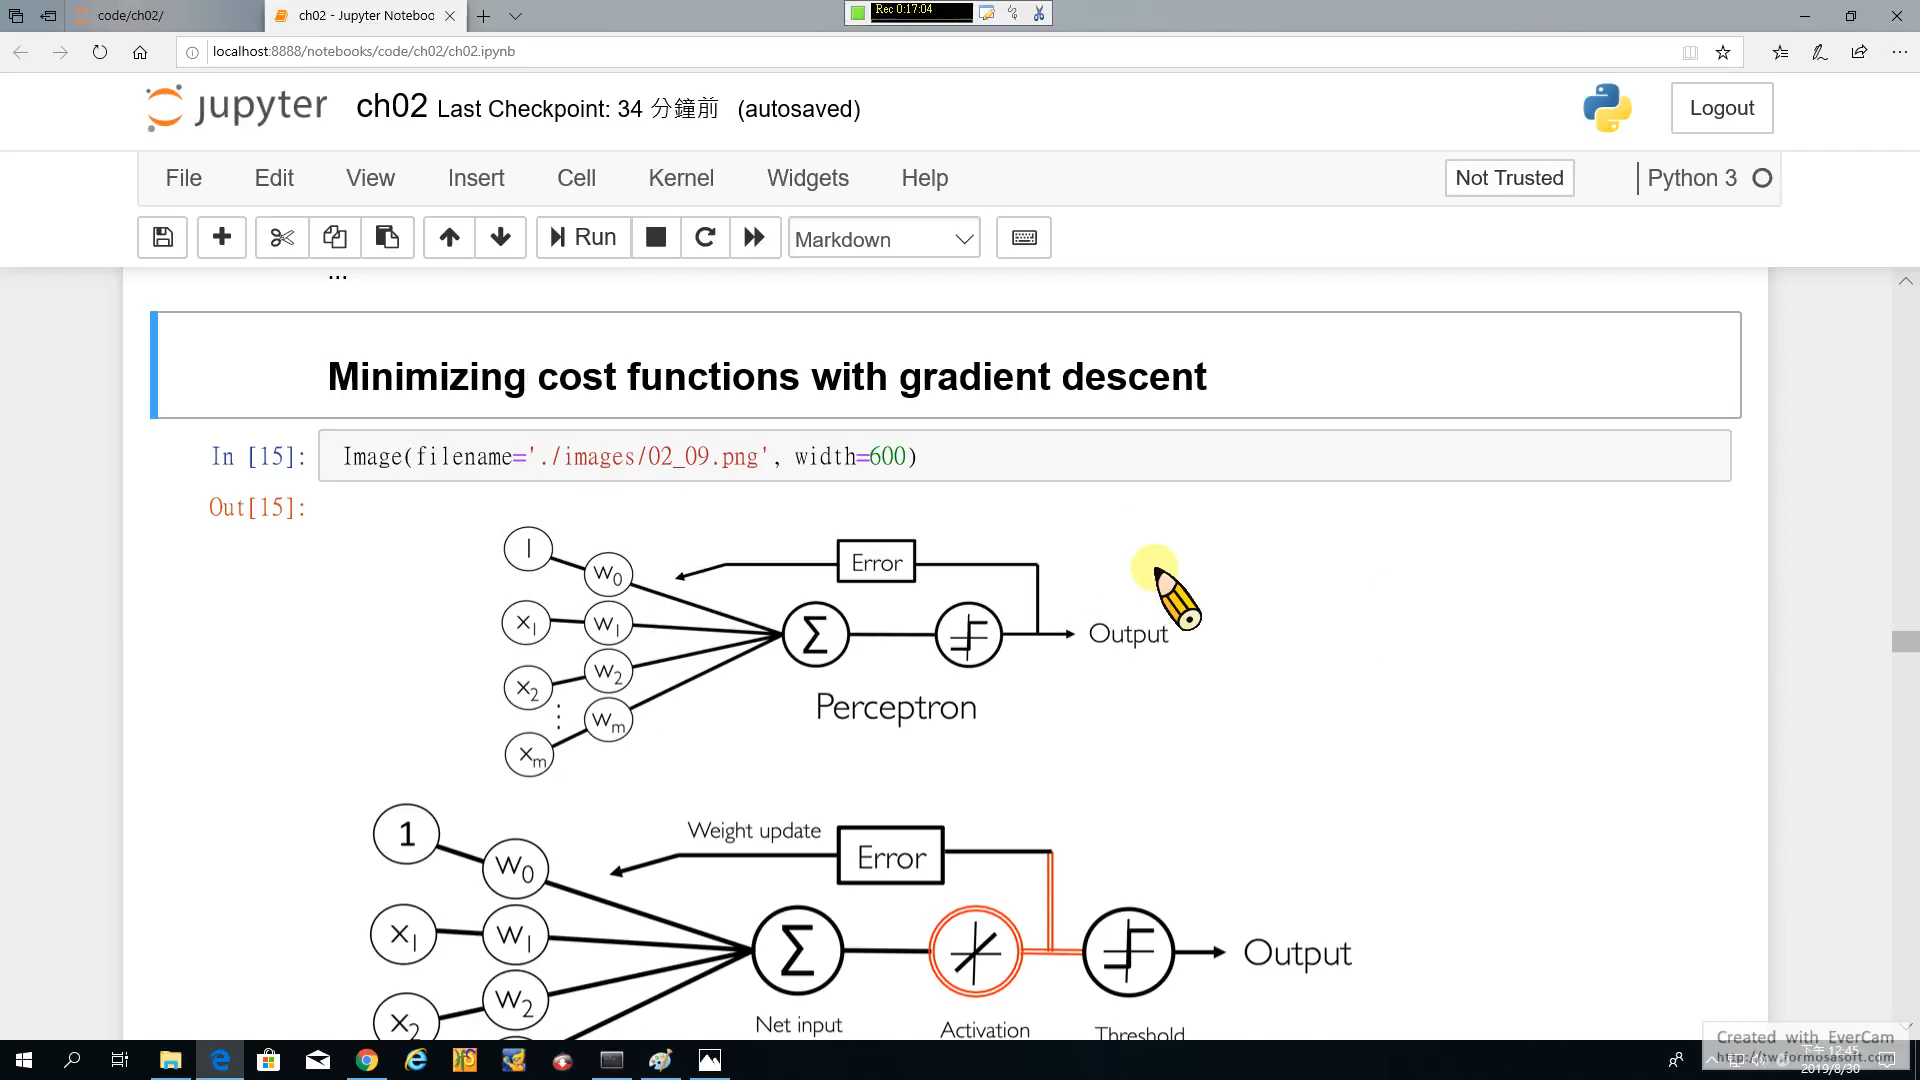 code/ch02/
ch02 - Jupyter Noteboo
Rec 0:17:04
localhost:8888/notebooks/code/ch02/ch02.ipynb
jupyter ch02 Last Checkpoint: 34 分鐘前 (autosaved)
Logout
File Edit View Insert Cell Kernel Widgets Help
Not Trusted
Python 3
Run
Markdown
...
Minimizing cost functions with gradient descent
In [15]: Image(filename='./images/02_09.png', width=600)
Out[15]:
1
w0
Error
x1
w1
Σ
Output
x2
w2
wm
Perceptron
xm
1
Weight update
Error
w0
x1
w1
Σ
Output
w2
x2
Net input
Activation
Threshold
Created with EverCam
http://tw.formosasoft.com
下午 12:45
2019/8/30